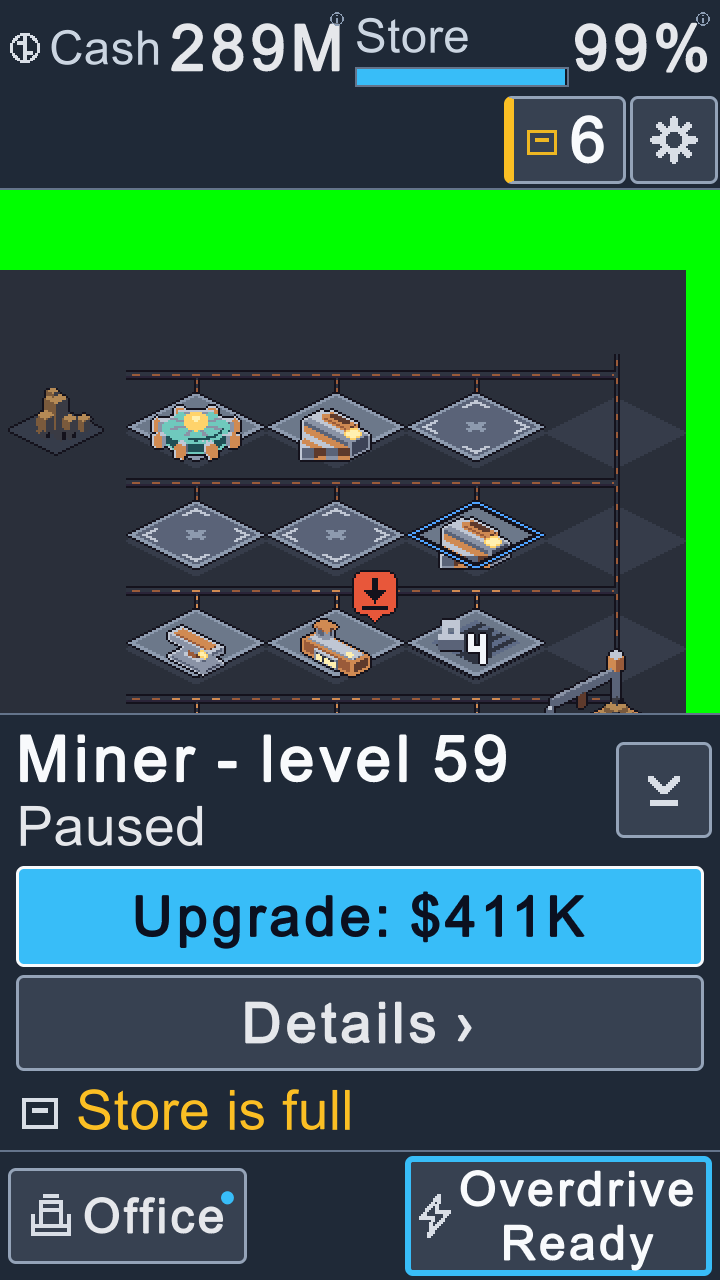 Cash 289M Store 99%
6
4
Miner - level 59
Paused
Upgrade: $411K
Details ›
Store is full
Office
Overdrive
Ready